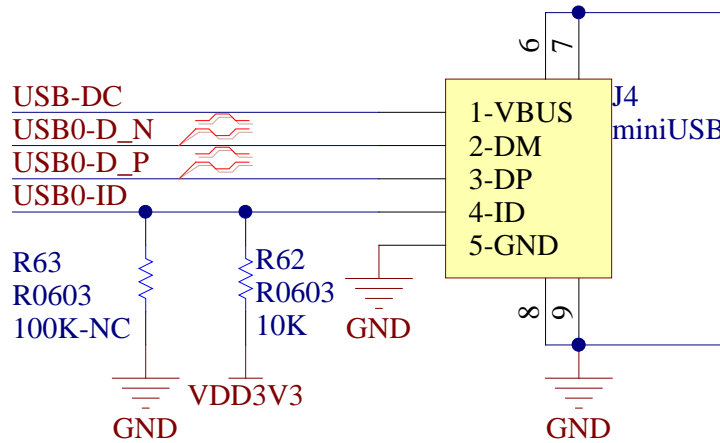 6
7
USB-DC
USB0-D_N
USB0-D_P
USB0-ID
J4
miniUSB
1-VBUS
2-DM
3-DP
4-ID
5-GND
R63
R0603
100K-NC
R62
R0603
10K
GND
8
9
GND
VDD3V3
GND